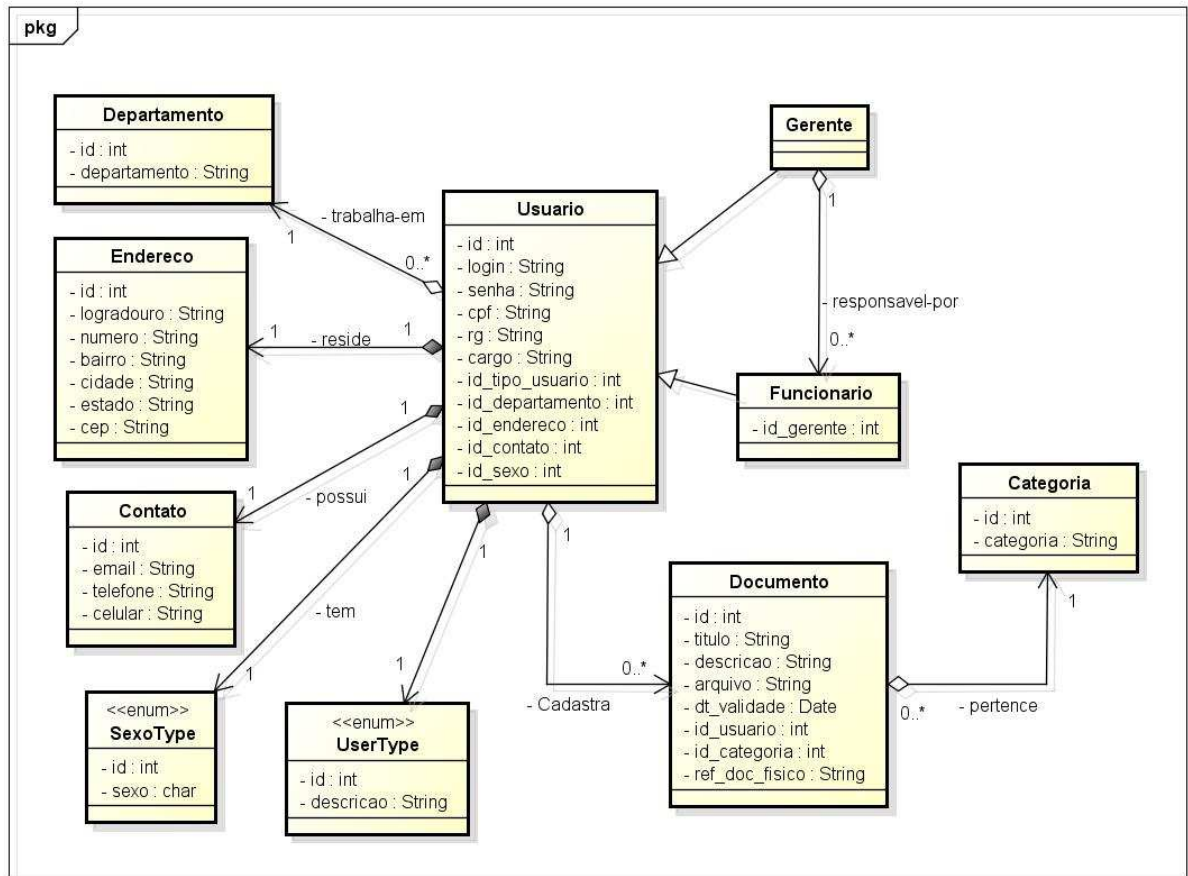 pkg
Departamento
- id : int
- departamento : String
- trabalha-em
1
0..*
Endereco
- id : int
- logradouro : String
- numero : String
- bairro : String
- cidade : String
- estado : String
- cep : String
1
- reside
1
Contato
- id : int
- email : String
- telefone : String
- celular : String
1
- possui
1
<<enum>>
SexoType
- id : int
- sexo : char
1
- tem
1
<<enum>>
UserType
- id : int
- descricao : String
1
1
Usuario
- id : int
- login : String
- senha : String
- cpf : String
- rg : String
- cargo : String
- id_tipo_usuario : int
- id_departamento : int
- id_endereco : int
- id_contato : int
- id_sexo : int
Gerente
1
- responsavel-por
0..*
Funcionario
- id_gerente : int
1
- Cadastra
0..*
Documento
- id : int
- titulo : String
- descricao : String
- arquivo : String
- dt_validade : Date
- id_usuario : int
- id_categoria : int
- ref_doc_fisico : String
0..*
- pertence
1
Categoria
- id : int
- categoria : String